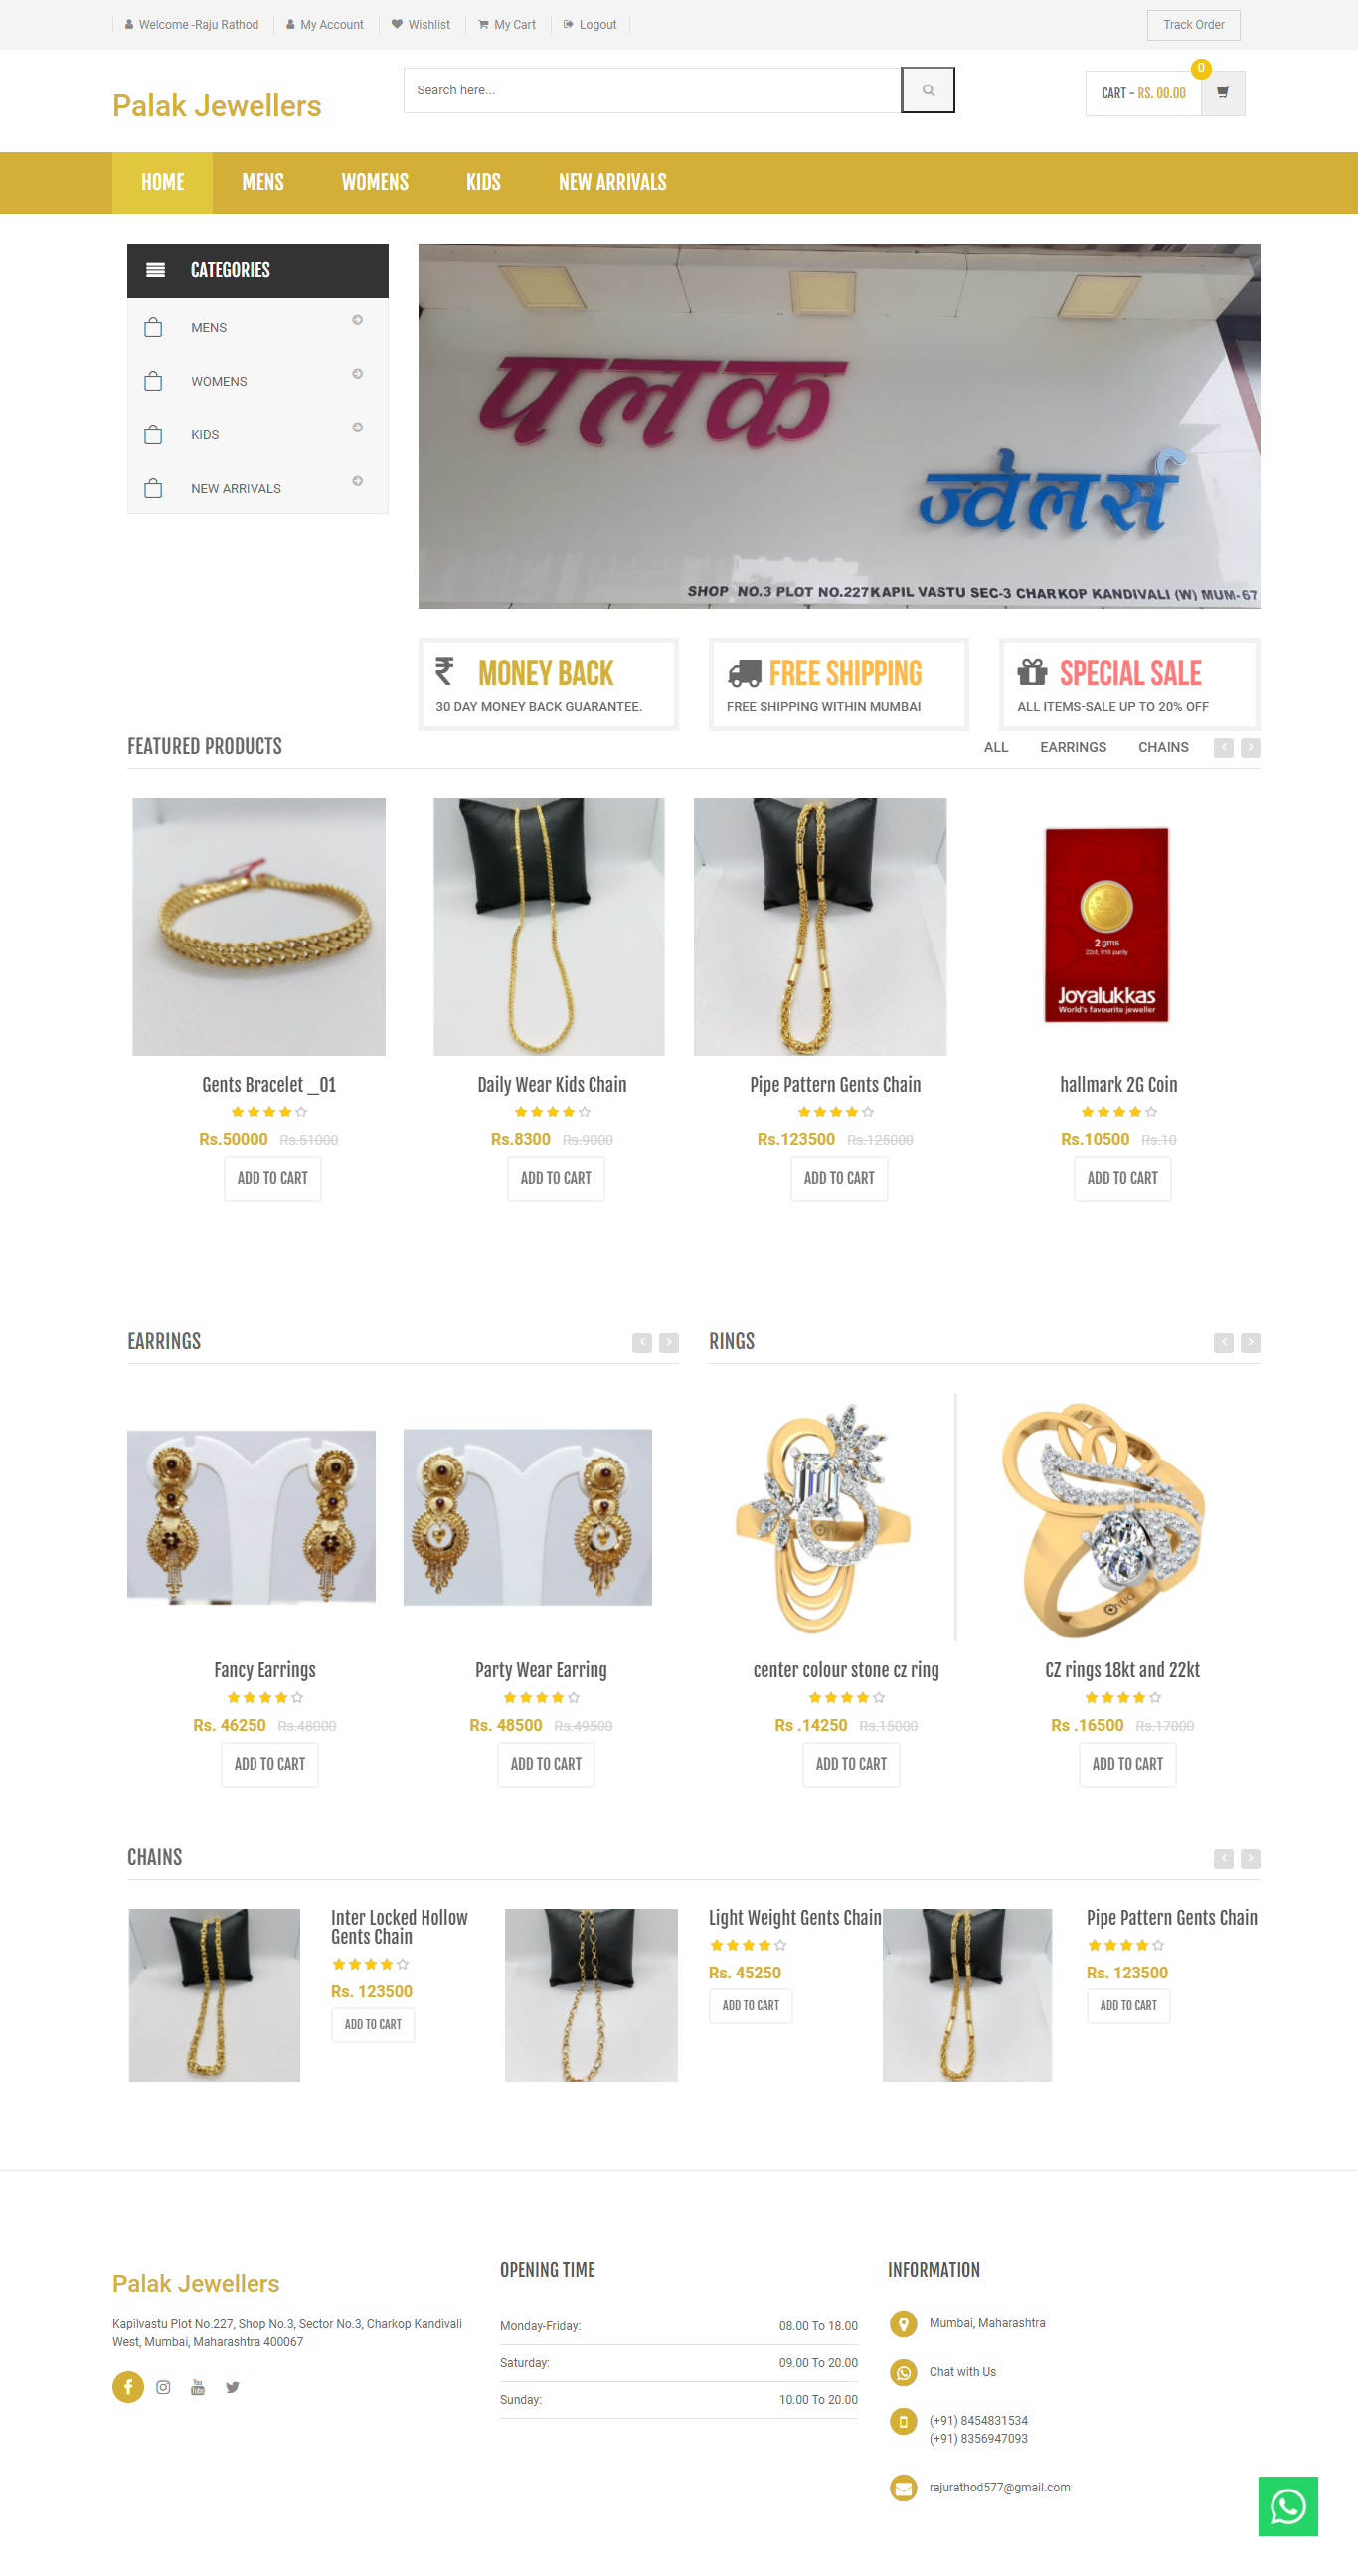 Welcome -Raju Rathod
My Account
Wishlist
My Cart
Logout
Track Order
Palak Jewellers
Search here...
0
CART - RS. 00.00
HOME
MENS
WOMENS
KIDS
NEW ARRIVALS
CATEGORIES
MENS
WOMENS
KIDS
NEW ARRIVALS
पलक
ज्वेलर्स
SHOP NO.3 PLOT NO.227 KAPIL VASTU SEC-3 CHARKOP KANDIVALI (W) MUM-67
MONEY BACK
30 DAY MONEY BACK GUARANTEE.
FREE SHIPPING
FREE SHIPPING WITHIN MUMBAI
SPECIAL SALE
ALL ITEMS-SALE UP TO 20% OFF
FEATURED PRODUCTS
ALL
EARRINGS
CHAINS
2 gms
22ct, 916 purity
Joyalukkas
World's favourite jeweller
Gents Bracelet _01
Rs.50000 Rs.51000
ADD TO CART
Daily Wear Kids Chain
Rs.8300 Rs.9000
ADD TO CART
Pipe Pattern Gents Chain
Rs.123500 Rs.125000
ADD TO CART
hallmark 2G Coin
Rs.10500 Rs.10
ADD TO CART
EARRINGS
Fancy Earrings
Rs. 46250 Rs.48000
ADD TO CART
Party Wear Earring
Rs. 48500 Rs.49500
ADD TO CART
RINGS
center colour stone cz ring
Rs .14250 Rs.15000
ADD TO CART
CZ rings 18kt and 22kt
Rs .16500 Rs.17000
ADD TO CART
CHAINS
Inter Locked Hollow
Gents Chain
Rs. 123500
ADD TO CART
Light Weight Gents Chain
Rs. 45250
ADD TO CART
Pipe Pattern Gents Chain
Rs. 123500
ADD TO CART
Palak Jewellers
Kapilvastu Plot No.227, Shop No.3, Sector No.3, Charkop Kandivali
West, Mumbai, Maharashtra 400067
OPENING TIME
Monday-Friday: 08.00 To 18.00
Saturday: 09.00 To 20.00
Sunday: 10.00 To 20.00
INFORMATION
Mumbai, Maharashtra
Chat with Us
(+91) 8454831534
(+91) 8356947093
rajurathod577@gmail.com